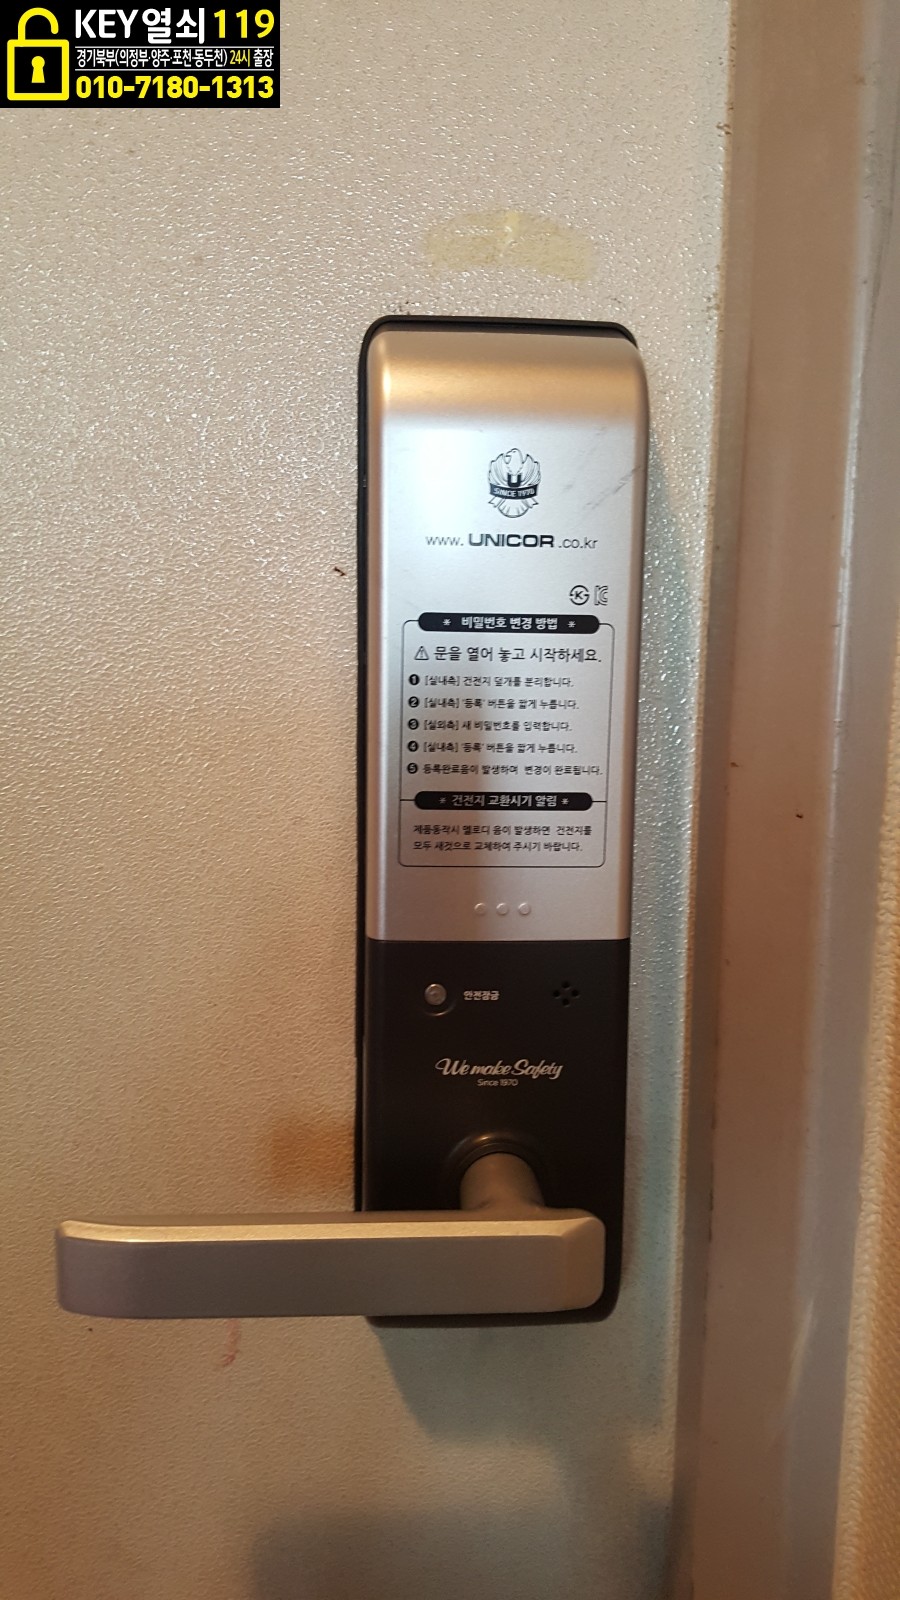 KEY열쇠119
경기북부(의정부·양주·포천·동두천) 24시 출장
010-7180-1313
U
SINCE 1970
www.UNICOR.co.kr
* 비밀번호 변경 방법 *
⚠ 문을 열어 놓고 시작하세요.
❶ [실내측] 건전지 덮개를 분리합니다.
❷ [실내측] '등록' 버튼을 짧게 누릅니다.
❸ [실외측] 새 비밀번호를 입력합니다.
❹ [실내측] '등록' 버튼을 짧게 누릅니다.
❺ 등록완료음이 발생하며 변경이 완료됩니다.
* 건전지 교환시기 알림 *
제품동작시 멜로디 음이 발생하면 건전지를
모두 새것으로 교체하여 주시기 바랍니다.
안전잠금
We make Safety
Since 1970